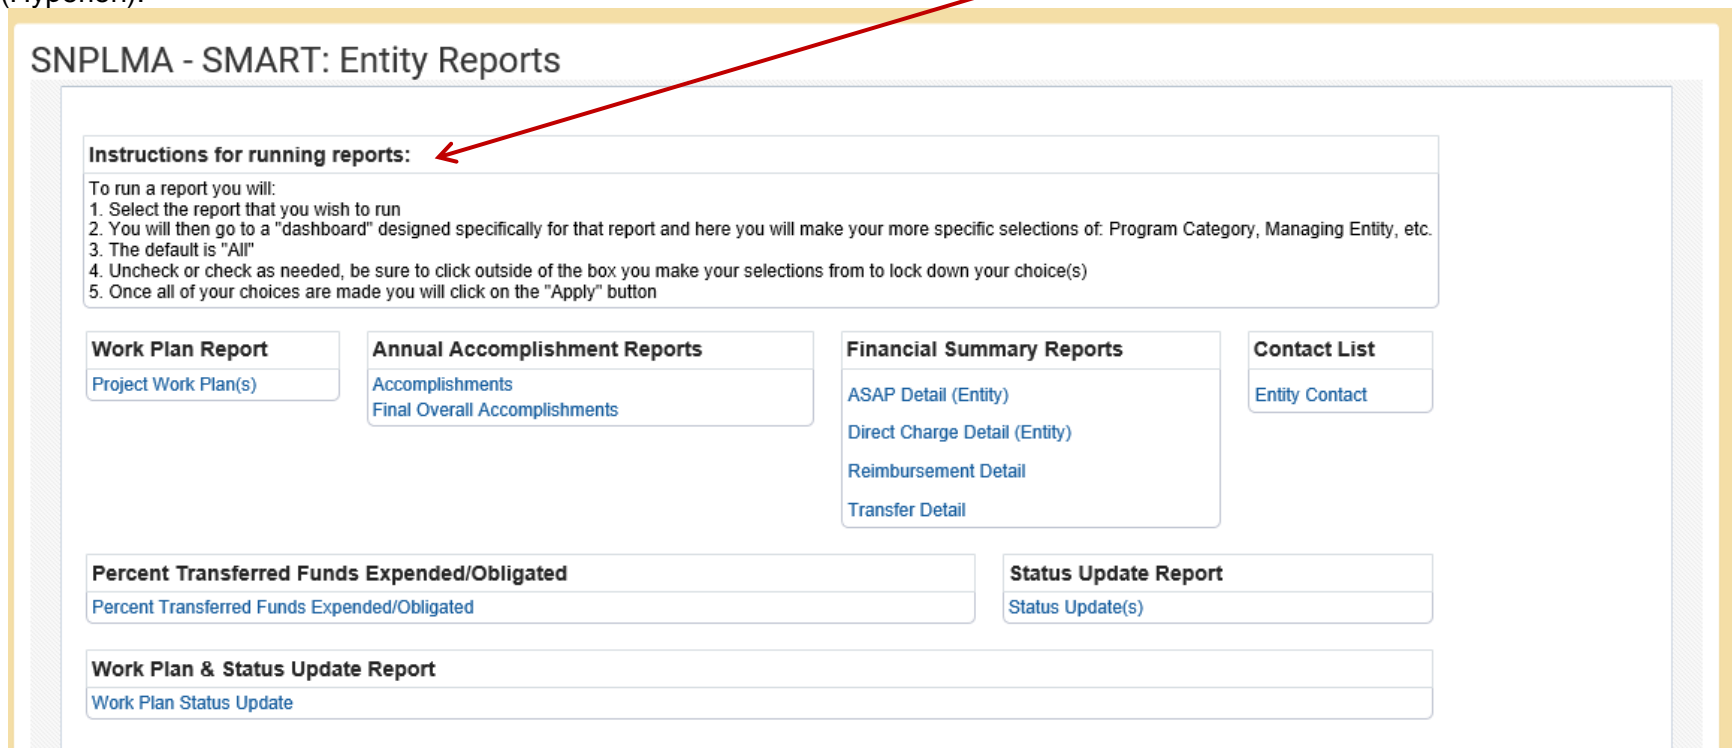 (Hyperion).
SNPLMA - SMART: Entity Reports
Instructions for running reports:
To run a report you will:
1. Select the report that you wish to run
2. You will then go to a "dashboard" designed specifically for that report and here you will make your more specific selections of: Program Category, Managing Entity, etc.
3. The default is "All"
4. Uncheck or check as needed, be sure to click outside of the box you make your selections from to lock down your choice(s)
5. Once all of your choices are made you will click on the "Apply" button
Work Plan Report
Project Work Plan(s)
Annual Accomplishment Reports
Accomplishments
Final Overall Accomplishments
Financial Summary Reports
ASAP Detail (Entity)
Direct Charge Detail (Entity)
Reimbursement Detail
Transfer Detail
Contact List
Entity Contact
Percent Transferred Funds Expended/Obligated
Percent Transferred Funds Expended/Obligated
Status Update Report
Status Update(s)
Work Plan & Status Update Report
Work Plan Status Update